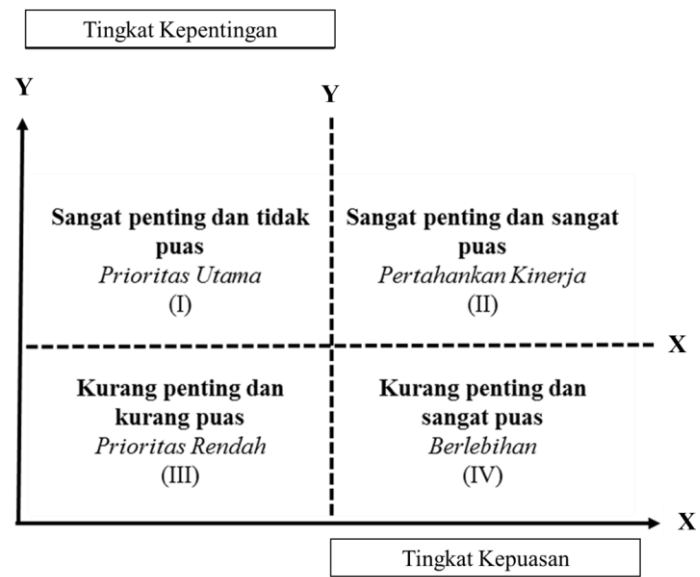 Tingkat Kepentingan
Y
Y
Sangat penting dan tidak
puas
Prioritas Utama
(I)
Sangat penting dan sangat
puas
Pertahankan Kinerja
(II)
X
Kurang penting dan
kurang puas
Prioritas Rendah
(III)
Kurang penting dan
sangat puas
Berlebihan
(IV)
X
Tingkat Kepuasan